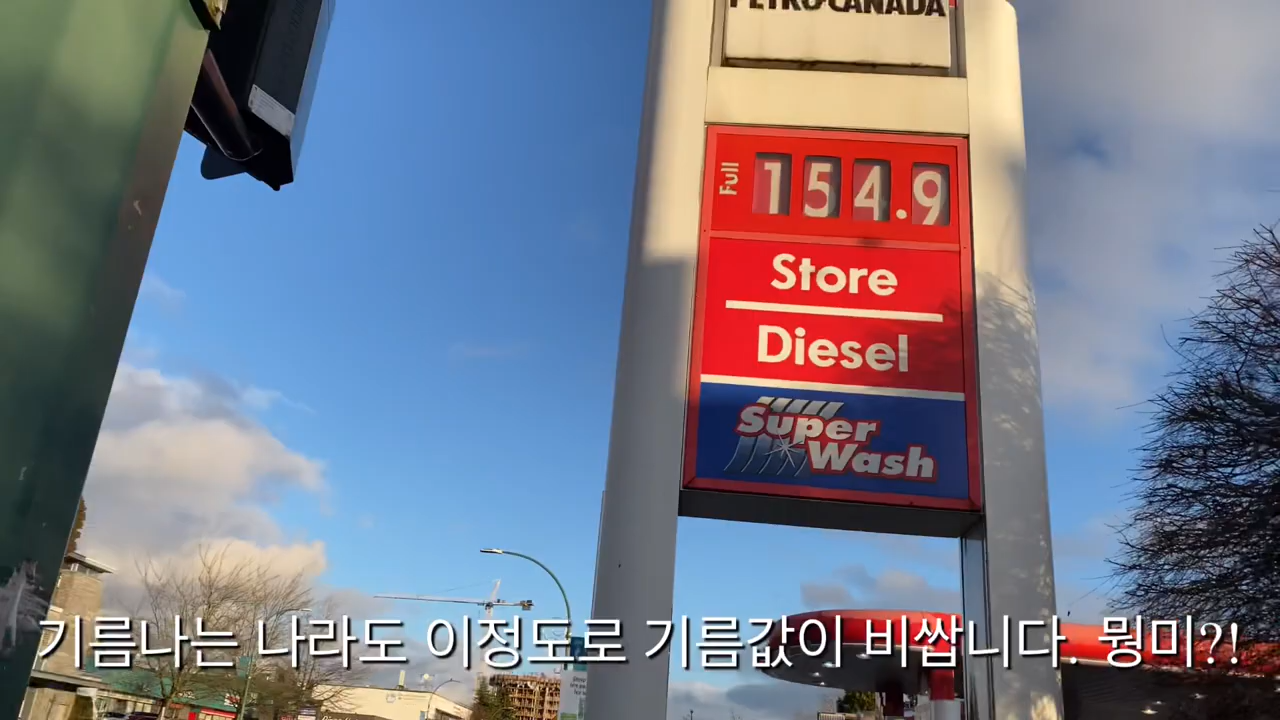 PETRO-CANADA
Full 154.9
Store
Diesel
Super
Wash
기름나는 나라도 이정도로 기름값이 비쌉니다. 뭥미?!